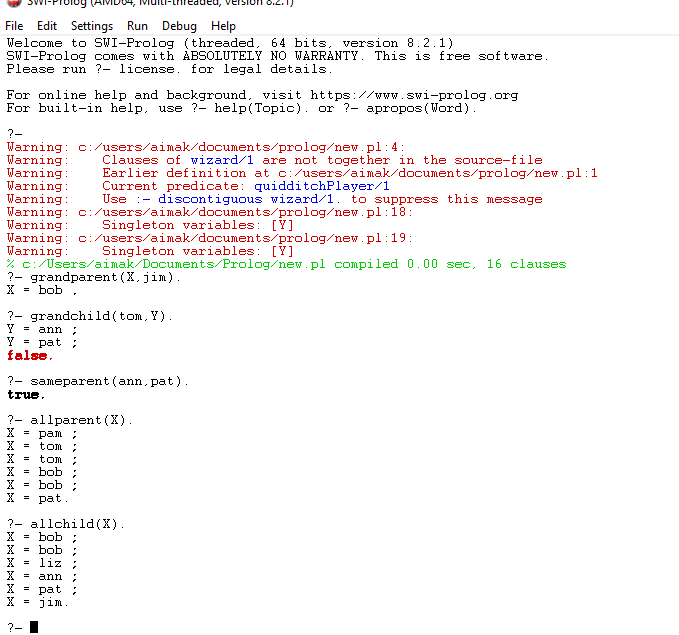 SWI-Prolog (AMD64, Multi-threaded, version 8.2.1)
File Edit Settings Run Debug Help
Welcome to SWI-Prolog (threaded, 64 bits, version 8.2.1)
SWI-Prolog comes with ABSOLUTELY NO WARRANTY. This is free software.
Please run ?- license. for legal details.
For online help and background, visit https://www.swi-prolog.org
For built-in help, use ?- help(Topic). or ?- apropos(Word).
?-
Warning: c:/users/aimak/documents/prolog/new.pl:4:
Warning:    Clauses of wizard/1 are not together in the source-file
Warning:    Earlier definition at c:/users/aimak/documents/prolog/new.pl:1
Warning:    Current predicate: quidditchPlayer/1
Warning:    Use :- discontiguous wizard/1. to suppress this message
Warning: c:/users/aimak/documents/prolog/new.pl:18:
Warning:    Singleton variables: [Y]
Warning: c:/users/aimak/documents/prolog/new.pl:19:
Warning:    Singleton variables: [Y]
% c:/Users/aimak/Documents/Prolog/new.pl compiled 0.00 sec, 16 clauses
?- grandparent(X,jim).
X = bob .
?- grandchild(tom,Y).
Y = ann ;
Y = pat ;
false.
?- sameparent(ann,pat).
true.
?- allparent(X).
X = pam ;
X = tom ;
X = tom ;
X = bob ;
X = bob ;
X = pat.
?- allchild(X).
X = bob ;
X = bob ;
X = liz ;
X = ann ;
X = pat ;
X = jim.
?-